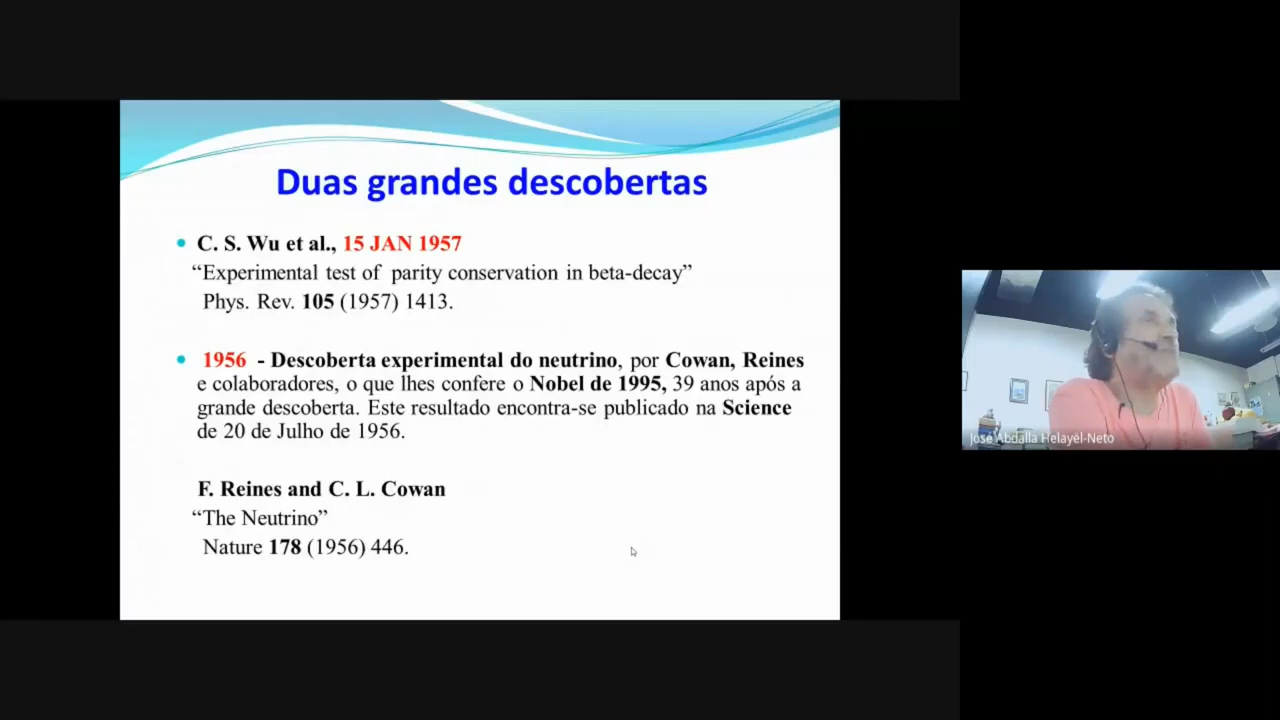 Duas grandes descobertas
• C. S. Wu et al., 15 JAN 1957
“Experimental test of parity conservation in beta-decay”
Phys. Rev. 105 (1957) 1413.
• 1956 - Descoberta experimental do neutrino, por Cowan, Reines
e colaboradores, o que lhes confere o Nobel de 1995, 39 anos após a
grande descoberta. Este resultado encontra-se publicado na Science
de 20 de Julho de 1956.
F. Reines and C. L. Cowan
“The Neutrino”
Nature 178 (1956) 446.
José Abdalla Helayël-Neto